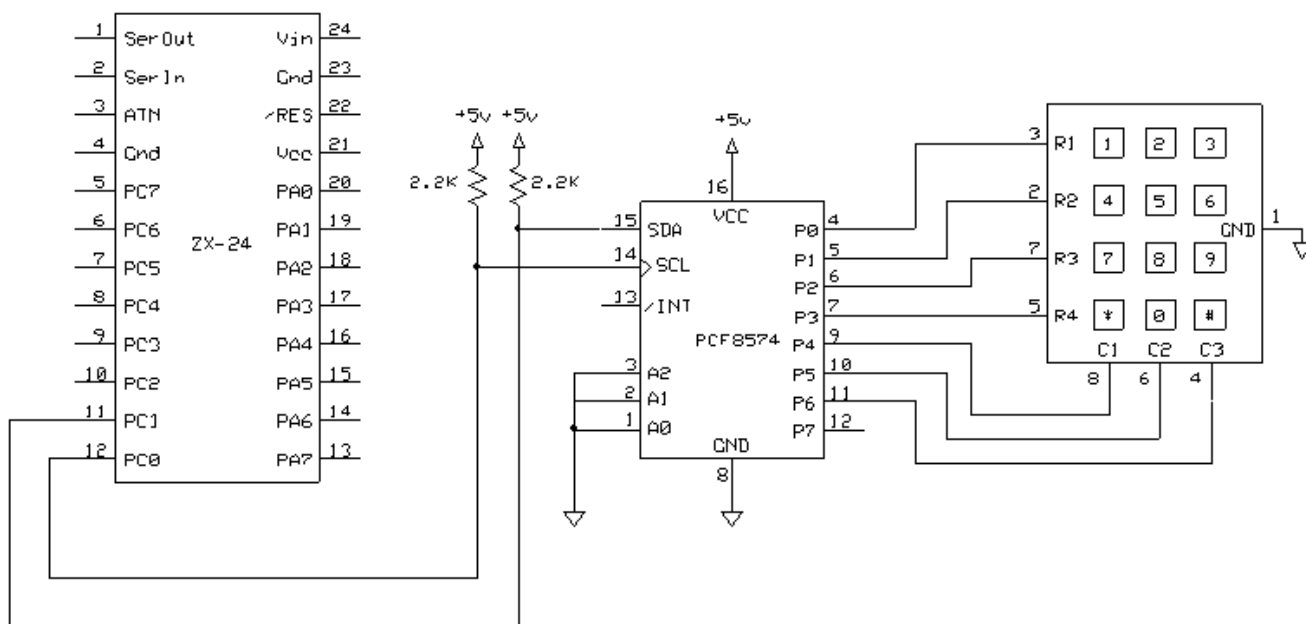 1 SerOut Vin 24
2 SerIn Gnd 23
3 ATN /RES 22
4 Gnd Vcc 21
5 PC7 PA0 20
6 PC6 PA1 19
ZX-24
7 PC5 PA2 18
8 PC4 PA3 17
9 PC3 PA4 16
10 PC2 PA5 15
11 PC1 PA6 14
12 PC0 PA7 13
+5v +5v
2.2K 2.2K
+5v
16
VCC
15 SDA P0 4
14 SCL P1 5
P2 6
13 /INT P3 7
PCF8574 P4 9
3 A2 P5 10
2 A1 P6 11
1 A0 P7 12
GND
8
3 R1 1 2 3
2 R2 4 5 6
GND 1
7 R3 7 8 9
5 R4 * 0 #
C1 C2 C3
8 6 4